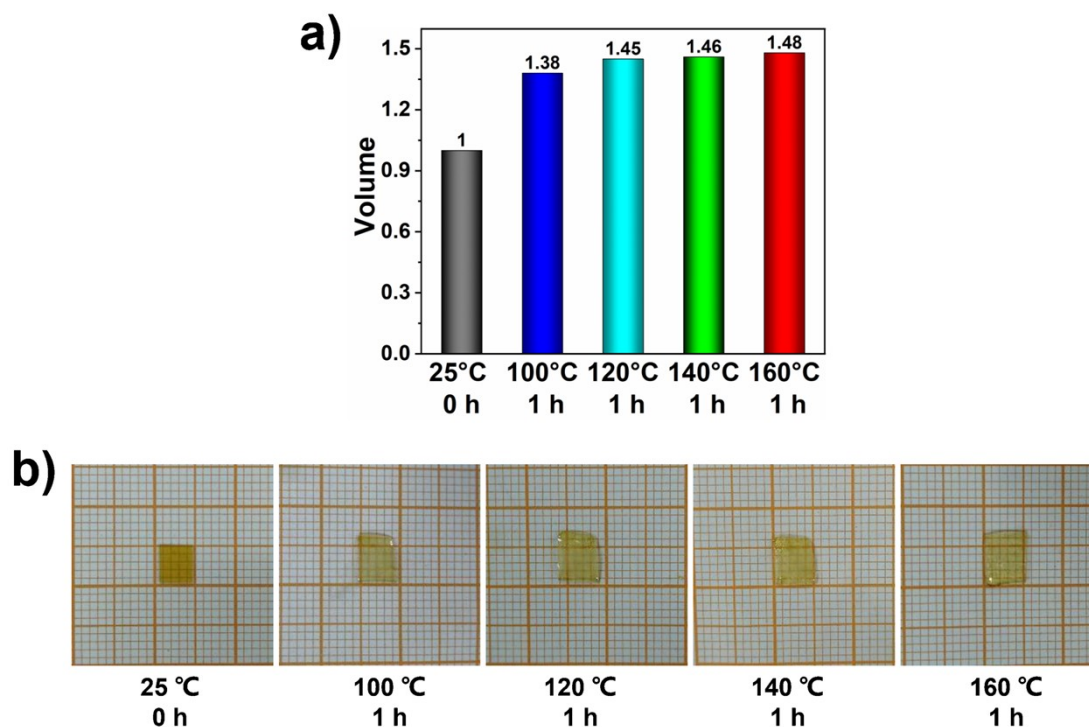 a)
1.5
1.2
0.9
0.6
0.3
0.0
Volume
1
1.38
1.45
1.46
1.48
25°C 100°C 120°C 140°C 160°C
0 h 1 h 1 h 1 h 1 h
b)
25 ℃ 100 ℃ 120 ℃ 140 ℃ 160 ℃
0 h 1 h 1 h 1 h 1 h